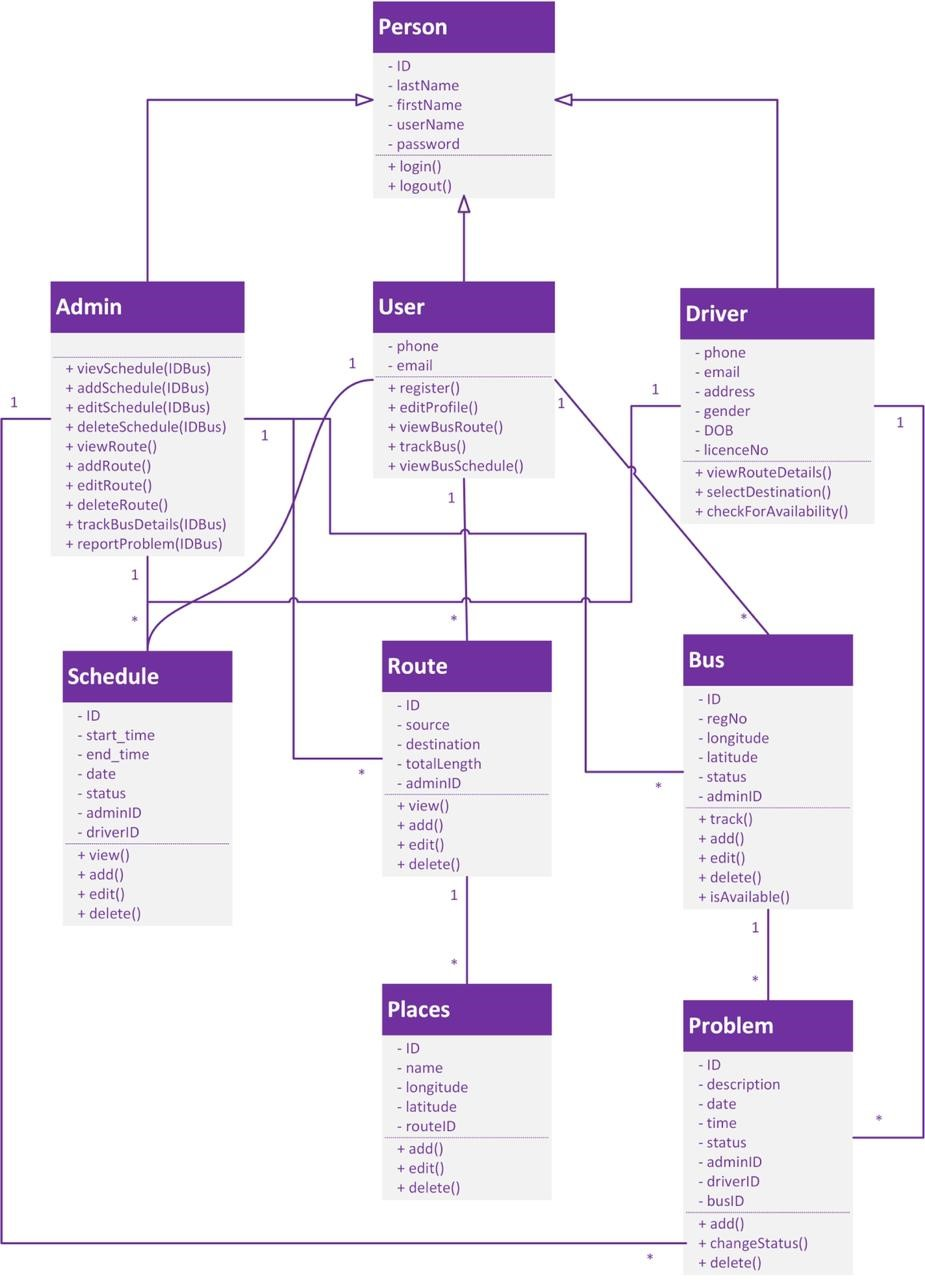 Person
- ID
- lastName
- firstName
- userName
- password
+ login()
+ logout()
Admin
+ vievSchedule(IDBus)
+ addSchedule(IDBus)
+ editSchedule(IDBus)
+ deleteSchedule(IDBus)
+ viewRoute()
+ addRoute()
+ editRoute()
+ deleteRoute()
+ trackBusDetails(IDBus)
+ reportProblem(IDBus)
1
1
1
*
User
- phone
- email
+ register()
+ editProfile()
+ viewBusRoute()
+ trackBus()
+ viewBusSchedule()
1
1
1
*
*
Driver
- phone
- email
- address
- gender
- DOB
- licenceNo
+ viewRouteDetails()
+ selectDestination()
+ checkForAvailability()
1
1
Schedule
- ID
- start_time
- end_time
- date
- status
- adminID
- driverID
+ view()
+ add()
+ edit()
+ delete()
Route
- ID
- source
- destination
- totalLength
- adminID
+ view()
+ add()
+ edit()
+ delete()
*
1
*
Bus
- ID
- regNo
- longitude
- latitude
- status
- adminID
+ track()
+ add()
+ edit()
+ delete()
+ isAvailable()
*
1
*
Places
- ID
- name
- longitude
- latitude
- routeID
+ add()
+ edit()
+ delete()
Problem
- ID
- description
- date
- time
- status
- adminID
- driverID
- busID
+ add()
+ changeStatus()
+ delete()
*
*